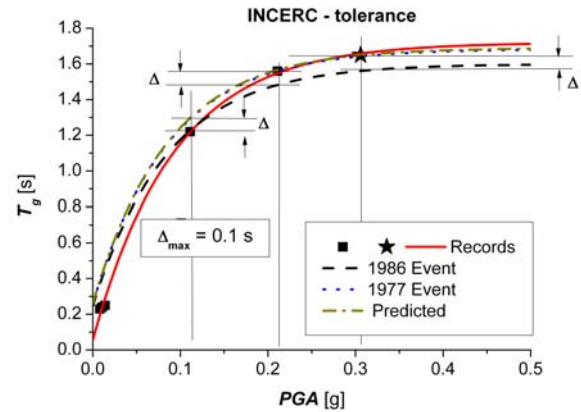 INCERC - tolerance
1.8
1.6
1.4
1.2
1.0
0.8
0.6
0.4
0.2
T_g [s]
Δ
Δ
Δ
Δ_max = 0.1 s
Records
1986 Event
1977 Event
Predicted
0.0 0.1 0.2 0.3 0.4 0.5
PGA [g]